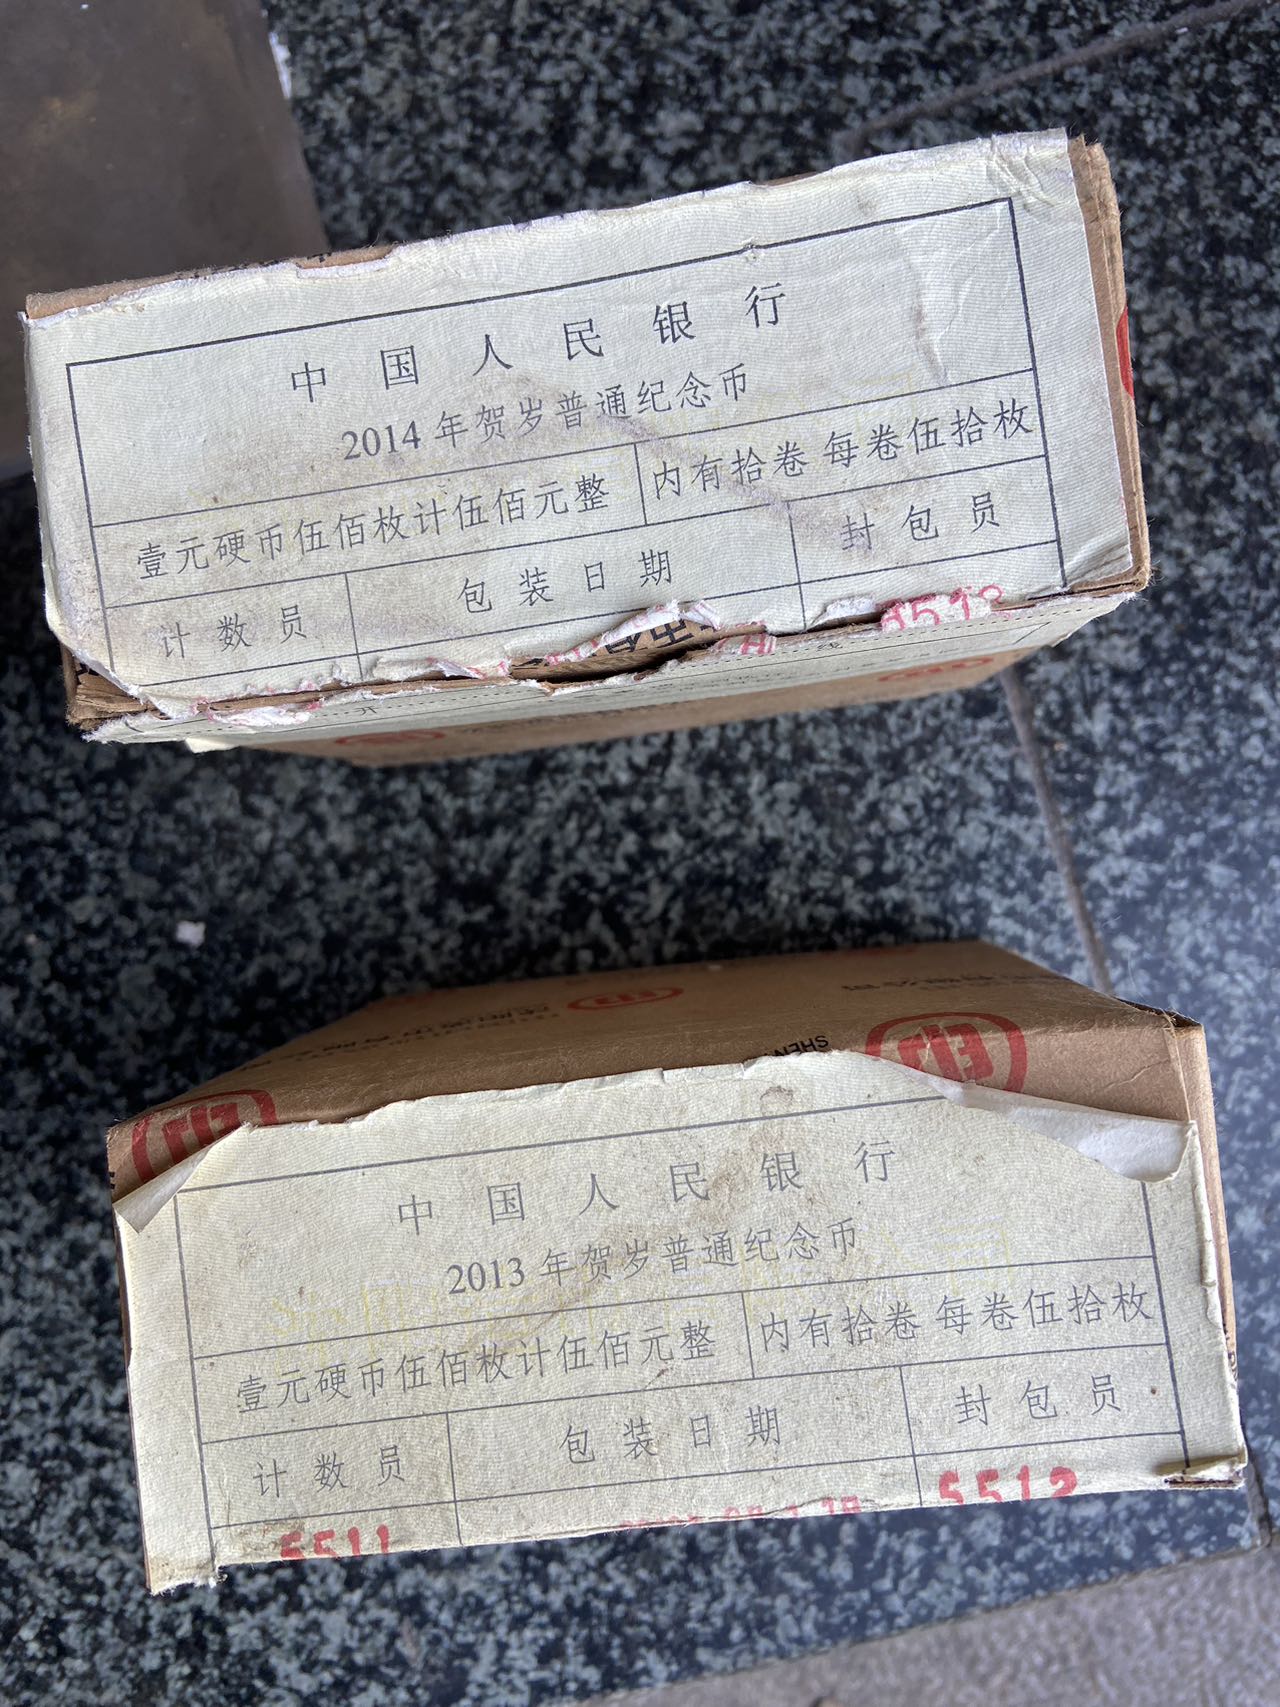 中国人民银行
2014年贺岁普通纪念币
壹元硬币伍佰枚计伍佰元整
内有拾卷 每卷伍拾枚
计数员
包装日期
封包员
开
线
SHEN
中国人民银行
2013年贺岁普通纪念币
壹元硬币伍佰枚计伍佰元整
内有拾卷 每卷伍拾枚
计数员
包装日期
封包员
5511
5512